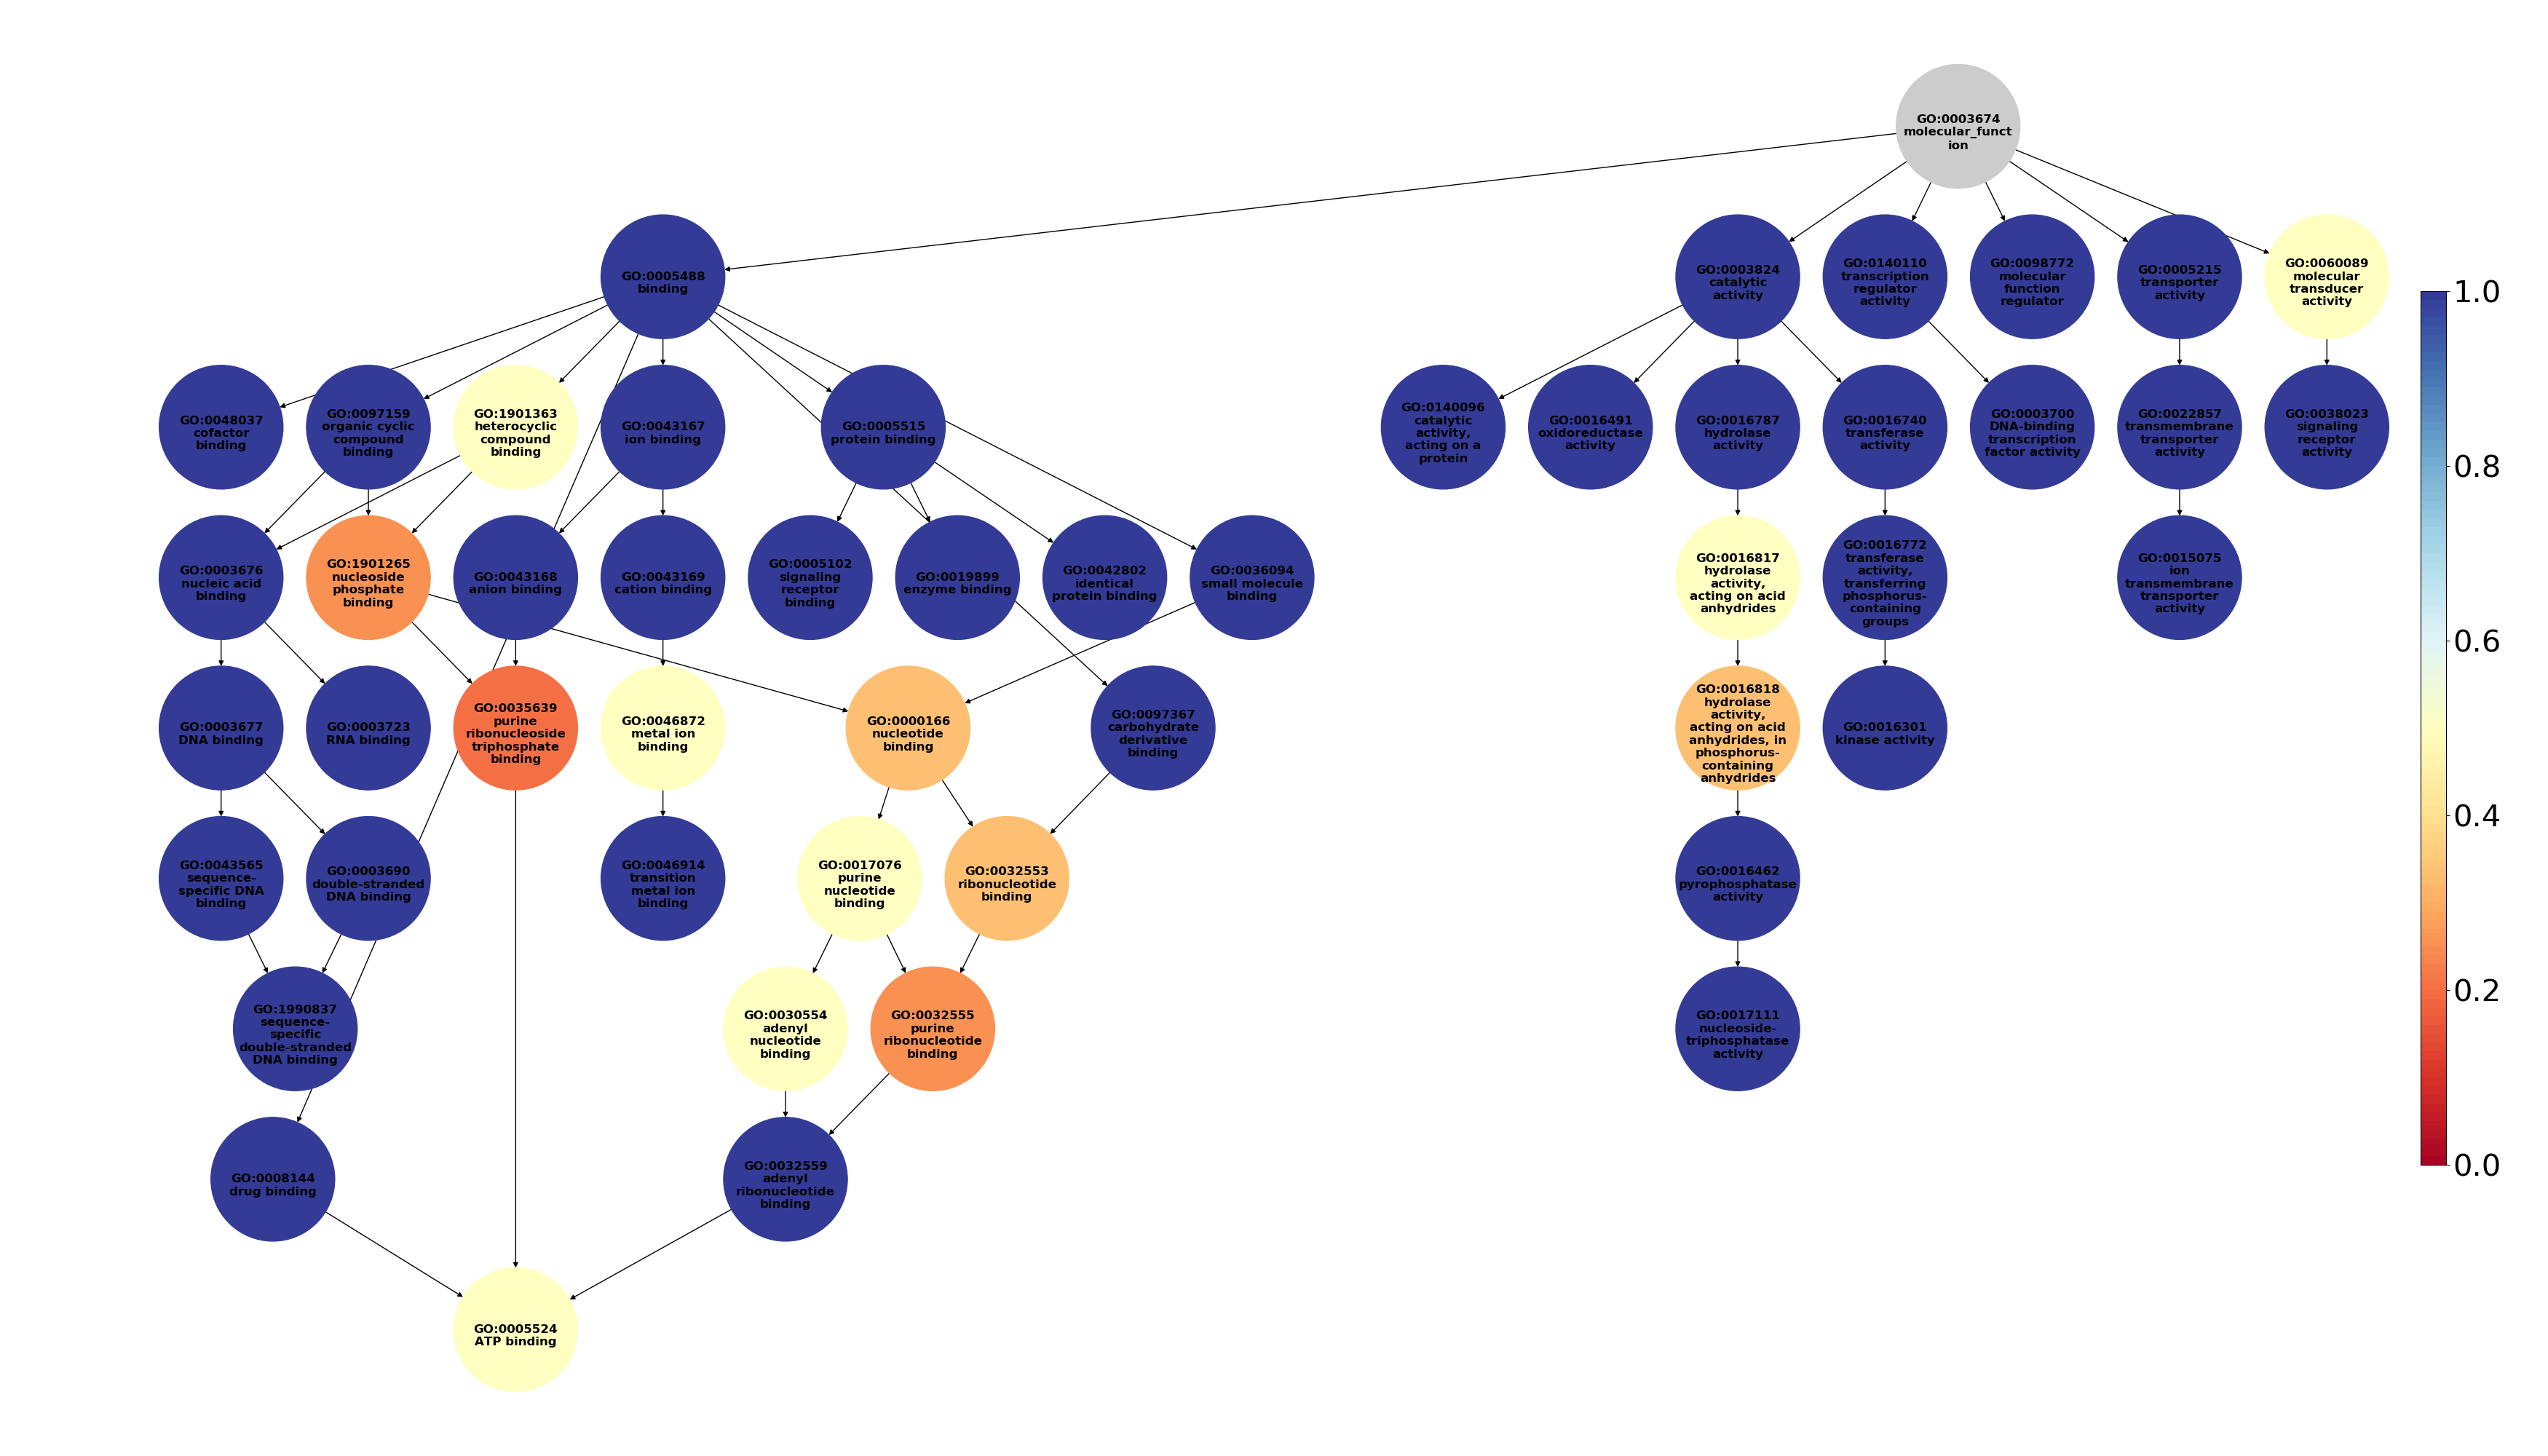 GO:0003674
molecular_funct
ion
GO:0005488
binding
GO:0003824
catalytic
activity
GO:0140110
transcription
regulator
activity
GO:0098772
molecular
function
regulator
GO:0005215
transporter
activity
GO:0060089
molecular
transducer
activity
GO:0048037
cofactor
binding
GO:0097159
organic cyclic
compound
binding
GO:1901363
heterocyclic
compound
binding
GO:0043167
ion binding
GO:0005515
protein binding
GO:0140096
catalytic
activity,
acting on a
protein
GO:0016491
oxidoreductase
activity
GO:0016787
hydrolase
activity
GO:0016740
transferase
activity
GO:0003700
DNA-binding
transcription
factor activity
GO:0022857
transmembrane
transporter
activity
GO:0038023
signaling
receptor
activity
GO:0003676
nucleic acid
binding
GO:1901265
nucleoside
phosphate
binding
GO:0043168
anion binding
GO:0043169
cation binding
GO:0005102
signaling
receptor
binding
GO:0019899
enzyme binding
GO:0042802
identical
protein binding
GO:0036094
small molecule
binding
GO:0016817
hydrolase
activity,
acting on acid
anhydrides
GO:0016772
transferase
activity,
transferring
phosphorus-
containing
groups
GO:0015075
ion
transmembrane
transporter
activity
GO:0003677
DNA binding
GO:0003723
RNA binding
GO:0035639
purine
ribonucleoside
triphosphate
binding
GO:0046872
metal ion
binding
GO:0000166
nucleotide
binding
GO:0097367
carbohydrate
derivative
binding
GO:0016818
hydrolase
activity,
acting on acid
anhydrides, in
phosphorus-
containing
anhydrides
GO:0016301
kinase activity
GO:0043565
sequence-
specific DNA
binding
GO:0003690
double-stranded
DNA binding
GO:0046914
transition
metal ion
binding
GO:0017076
purine
nucleotide
binding
GO:0032553
ribonucleotide
binding
GO:0016462
pyrophosphatase
activity
GO:1990837
sequence-
specific
double-stranded
DNA binding
GO:0030554
adenyl
nucleotide
binding
GO:0032555
purine
ribonucleotide
binding
GO:0017111
nucleoside-
triphosphatase
activity
GO:0008144
drug binding
GO:0032559
adenyl
ribonucleotide
binding
GO:0005524
ATP binding
1.0
0.8
0.6
0.4
0.2
0.0